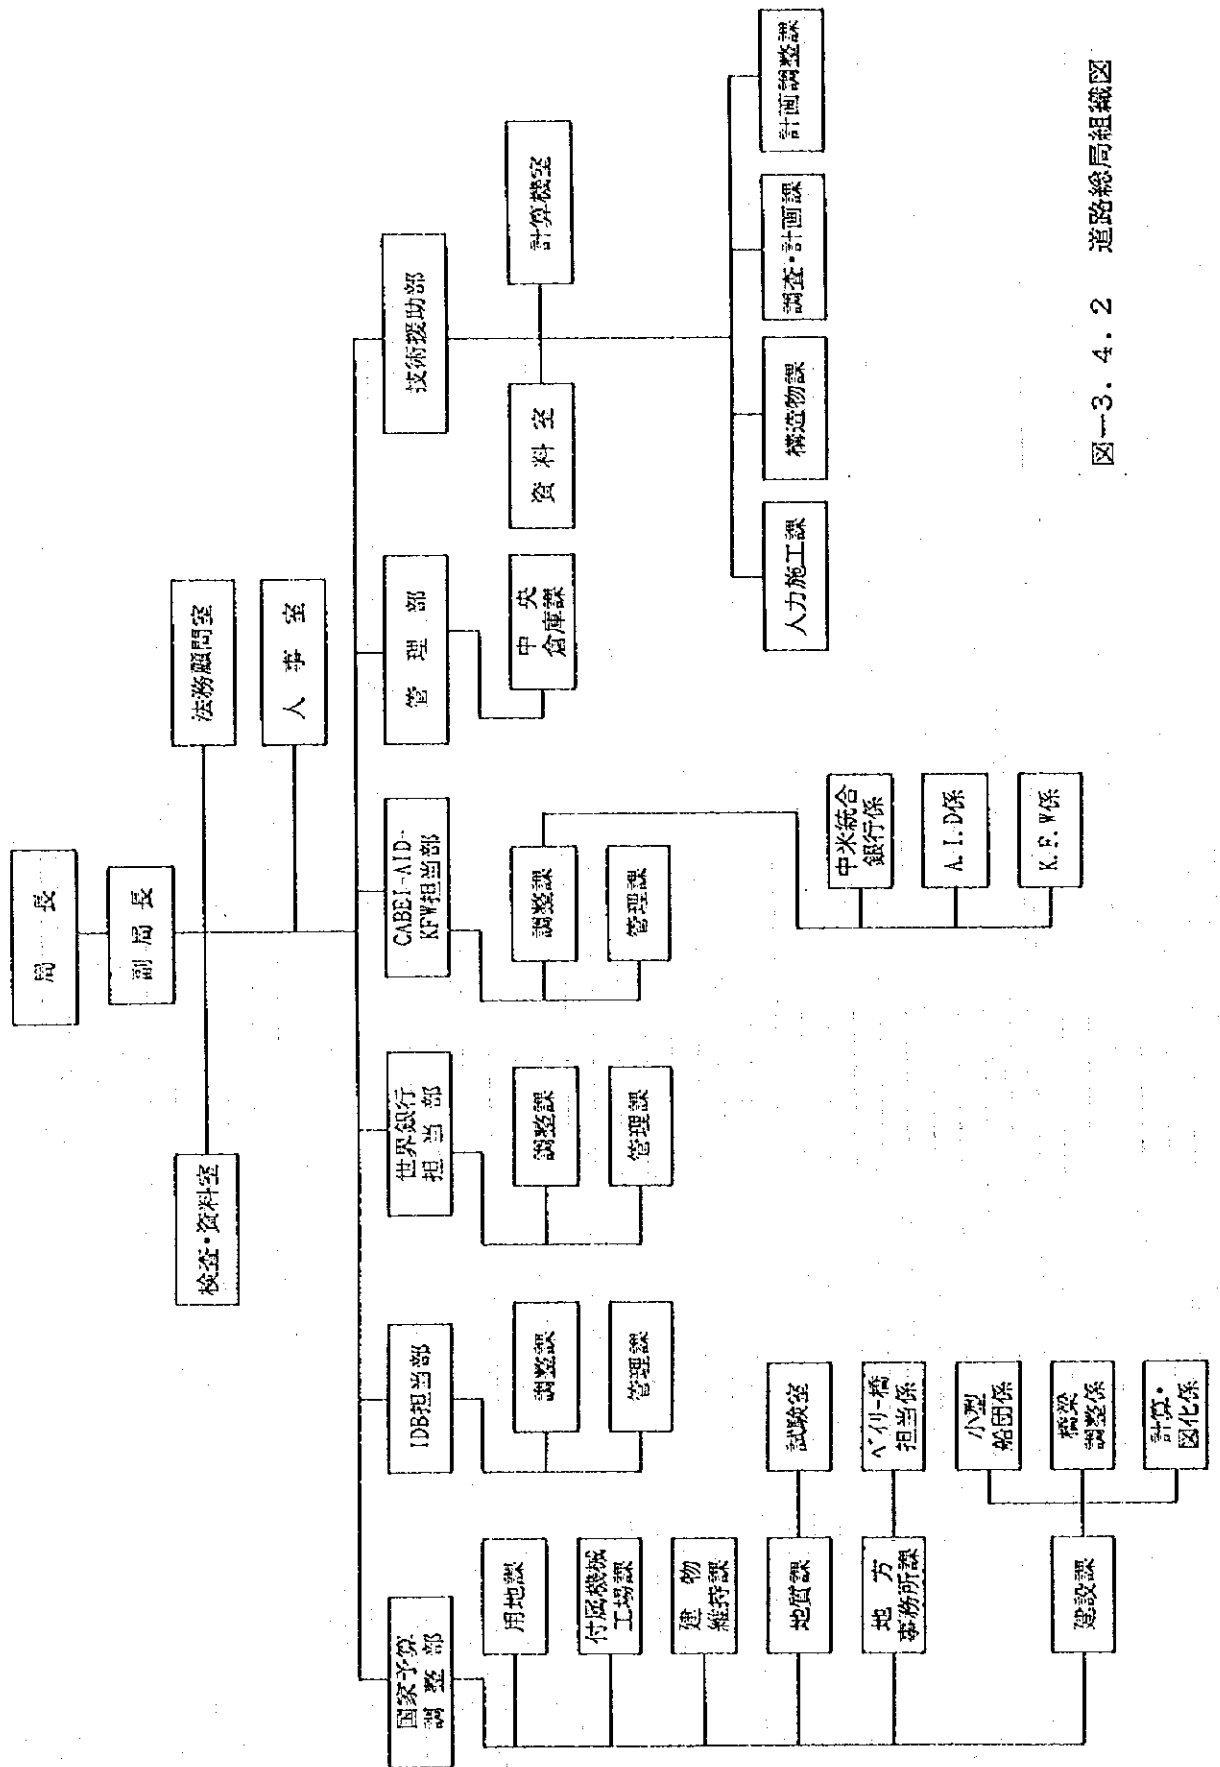 局長
副局長
検査・資料室
法務顧問室
人事室
国家予算
調整部
IDB担当部
世界銀行
担当部
CABEI-AID-
KFW担当部
管理部
技術援助部
用地課
付属機械
工場課
建物
維持課
地質課
試験室
地方
事務所課
ベイリー橋
担当係
建設課
小型
船団係
橋梁
調整係
計算・
図化係
調整課
管理課
調整課
管理課
調整課
管理課
中米統合
銀行係
A.I.D係
K.F.W係
中央
倉庫課
資料室
計算機室
人力施工課
構造物課
調査・計画課
計画調整課
図―3.4.2 道路総局組織図